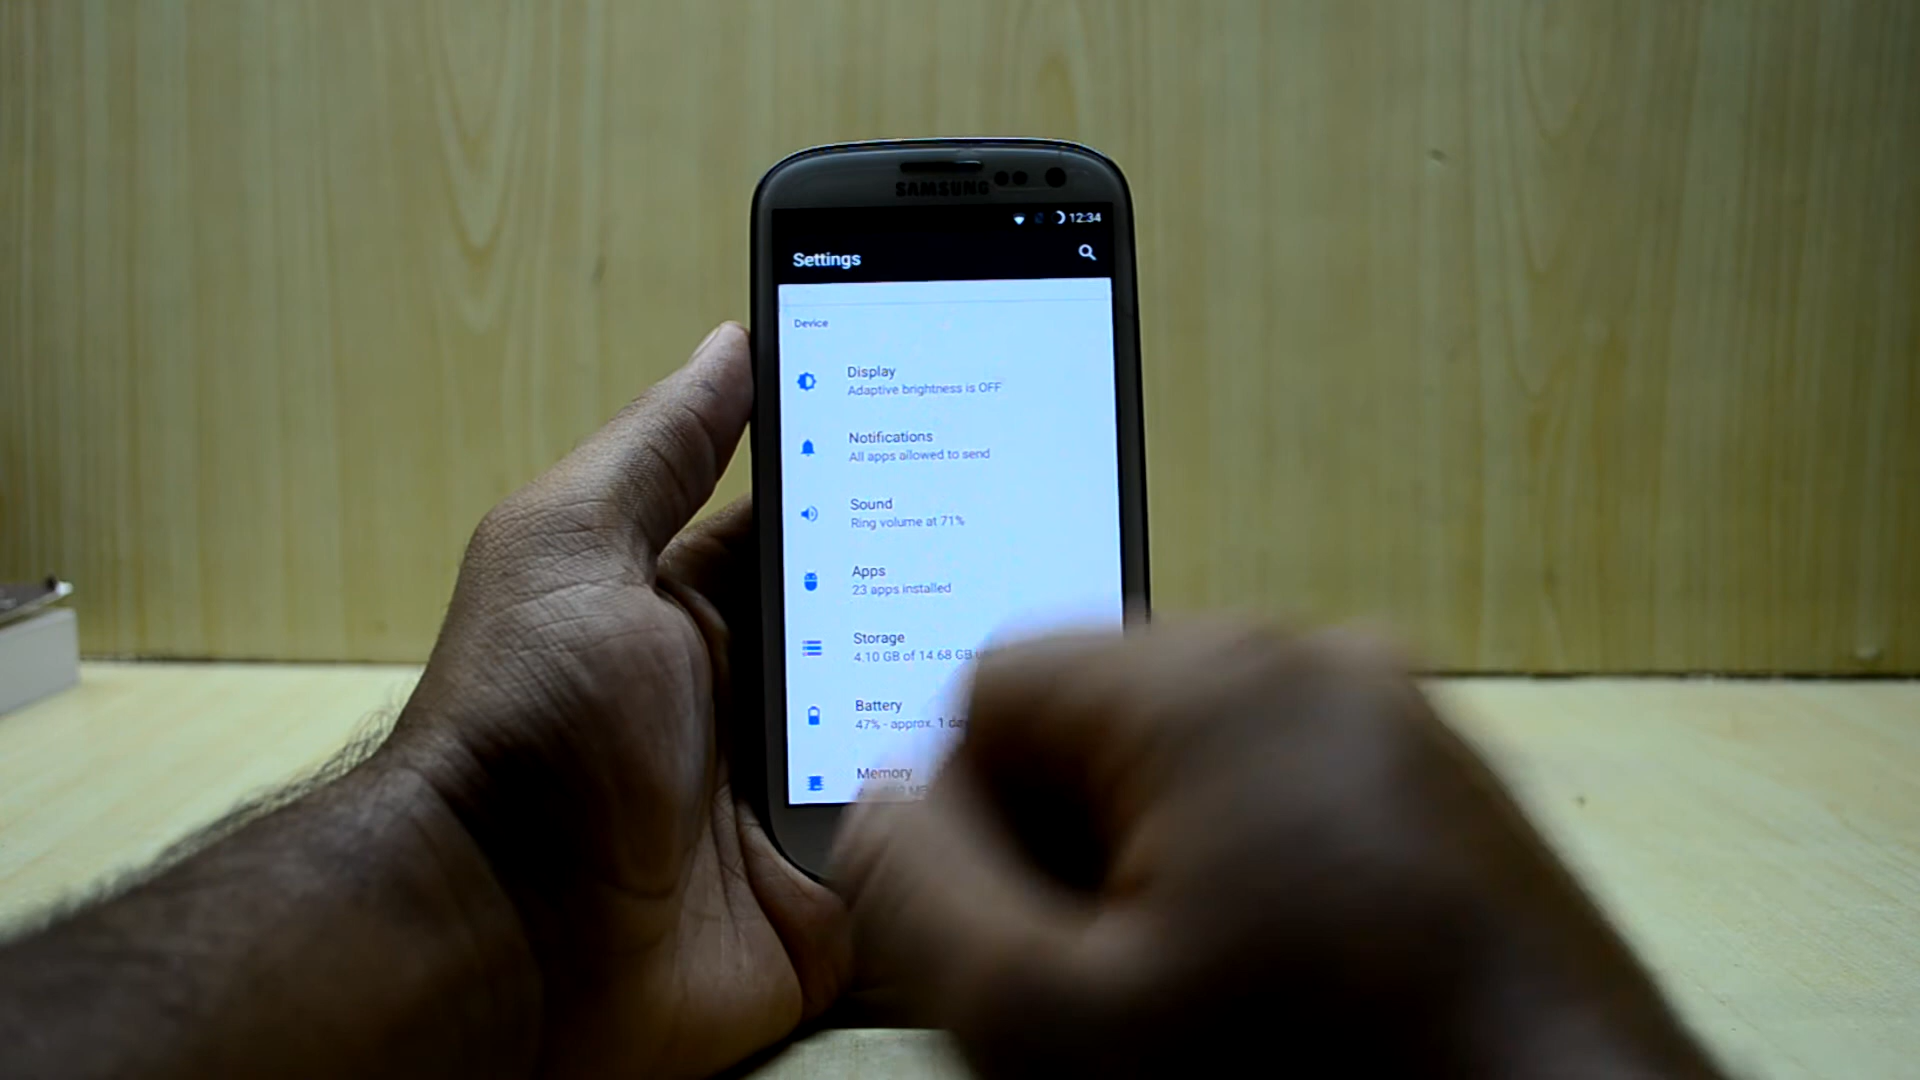 SAMSUNG
12:34
Settings
Device
Display
Adaptive brightness is OFF
Notifications
All apps allowed to send
Sound
Ring volume at 71%
Apps
23 apps installed
Storage
4.10 GB of 14.68 GB
Battery
47% - approx. 1 day
Memory